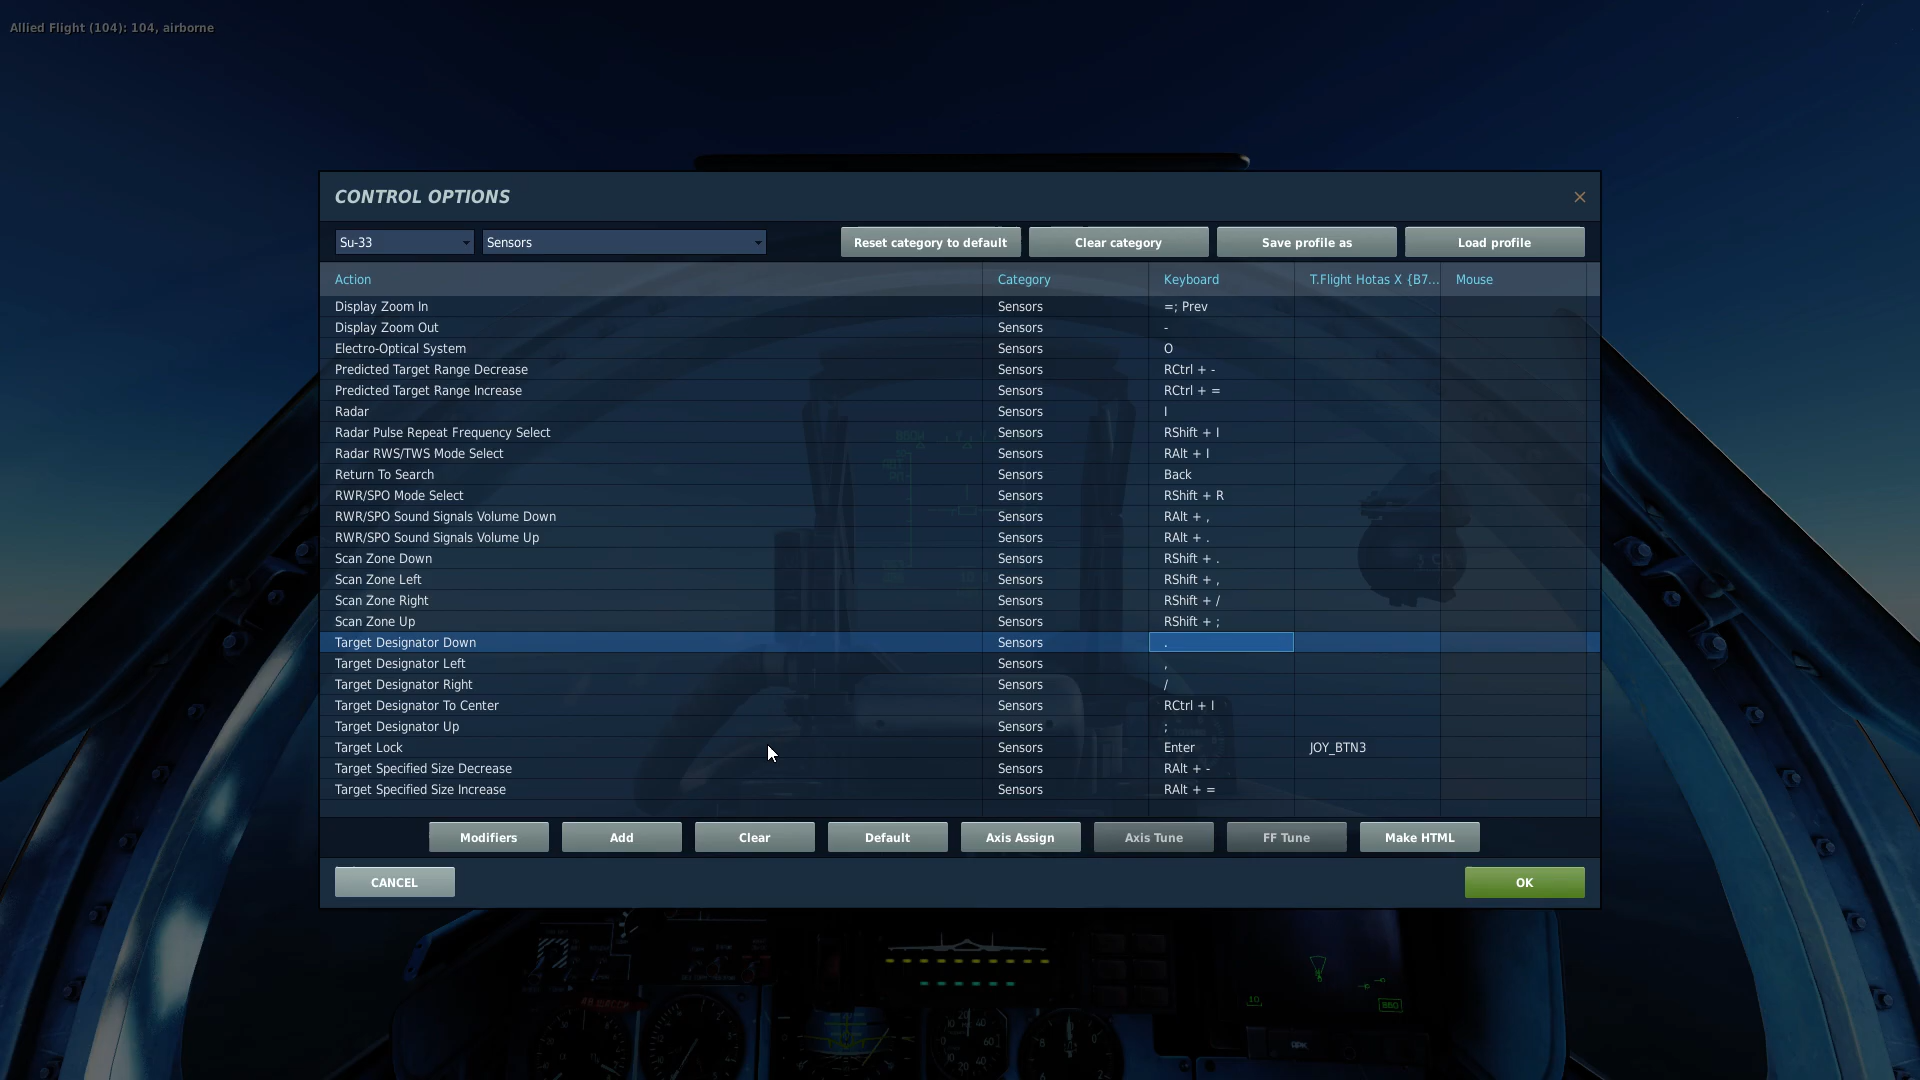 Allied Flight (104): 104, airborne
CONTROL OPTIONS
Su-33 Sensors Reset category to default Clear category Save profile as Load profile
Action Category Keyboard T.Flight Hotas X {B7... Mouse
Display Zoom In Sensors =; Prev
Display Zoom Out Sensors -
Electro-Optical System Sensors O
Predicted Target Range Decrease Sensors RCtrl + -
Predicted Target Range Increase Sensors RCtrl + =
Radar Sensors I
Radar Pulse Repeat Frequency Select Sensors RShift + I
Radar RWS/TWS Mode Select Sensors RAlt + I
Return To Search Sensors Back
RWR/SPO Mode Select Sensors RShift + R
RWR/SPO Sound Signals Volume Down Sensors RAlt + ,
RWR/SPO Sound Signals Volume Up Sensors RAlt + .
Scan Zone Down Sensors RShift + .
Scan Zone Left Sensors RShift + ,
Scan Zone Right Sensors RShift + /
Scan Zone Up Sensors RShift + ;
Target Designator Down Sensors .
Target Designator Left Sensors ,
Target Designator Right Sensors /
Target Designator To Center Sensors RCtrl + I
Target Designator Up Sensors ;
Target Lock Sensors Enter JOY_BTN3
Target Specified Size Decrease Sensors RAlt + -
Target Specified Size Increase Sensors RAlt + =
Modifiers Add Clear Default Axis Assign Axis Tune FF Tune Make HTML
CANCEL OK
10